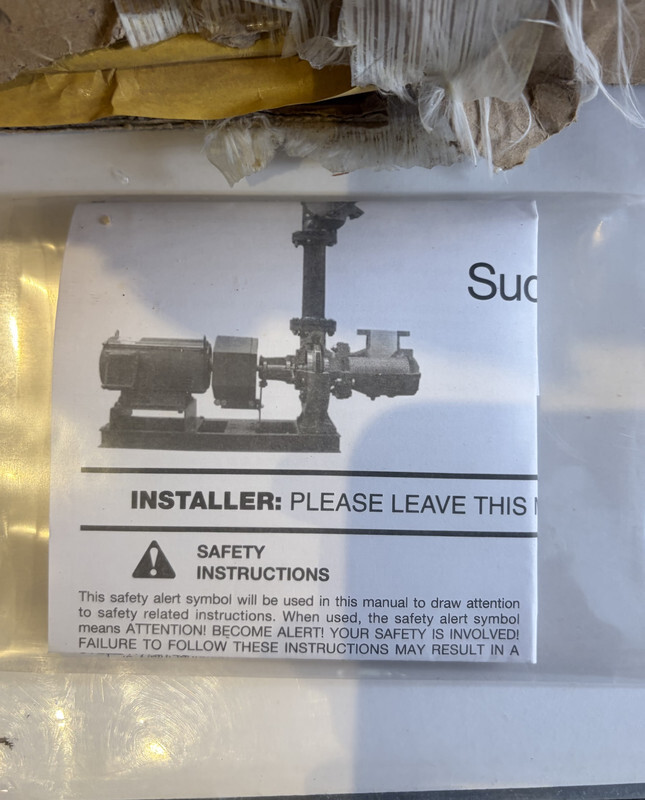 Suc
INSTALLER: PLEASE LEAVE THIS
SAFETY
INSTRUCTIONS
This safety alert symbol will be used in this manual to draw attention
to safety related instructions. When used, the safety alert symbol
means ATTENTION! BECOME ALERT! YOUR SAFETY IS INVOLVED!
FAILURE TO FOLLOW THESE INSTRUCTIONS MAY RESULT IN A